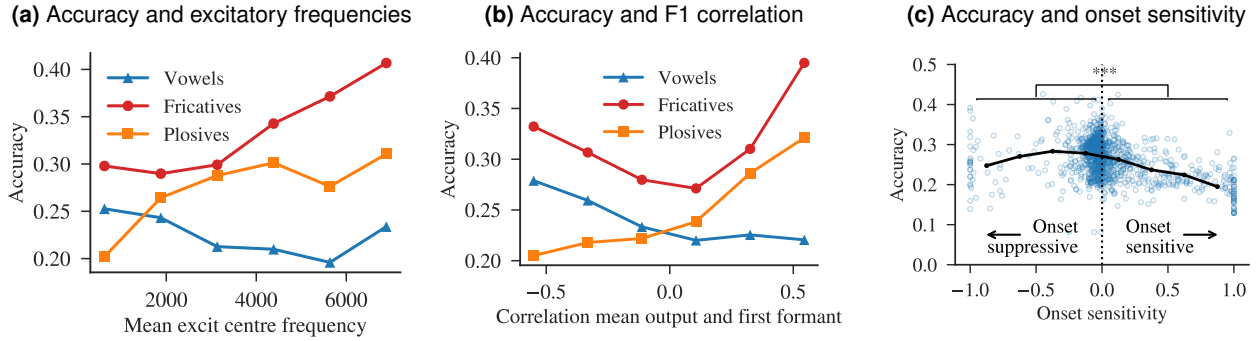 (a) Accuracy and excitatory frequencies
Accuracy
0.40
0.35
0.30
0.25
0.20
Vowels
Fricatives
Plosives
2000 4000 6000
Mean excit centre frequency
(b) Accuracy and F1 correlation
Accuracy
0.40
0.35
0.30
0.25
0.20
Vowels
Fricatives
Plosives
−0.5 0.0 0.5
Correlation mean output and first formant
(c) Accuracy and onset sensitivity
Accuracy
0.5
0.4
0.3
0.2
0.1
0.0
***
Onset
suppressive
Onset
sensitive
−1.0 −0.5 0.0 0.5 1.0
Onset sensitivity